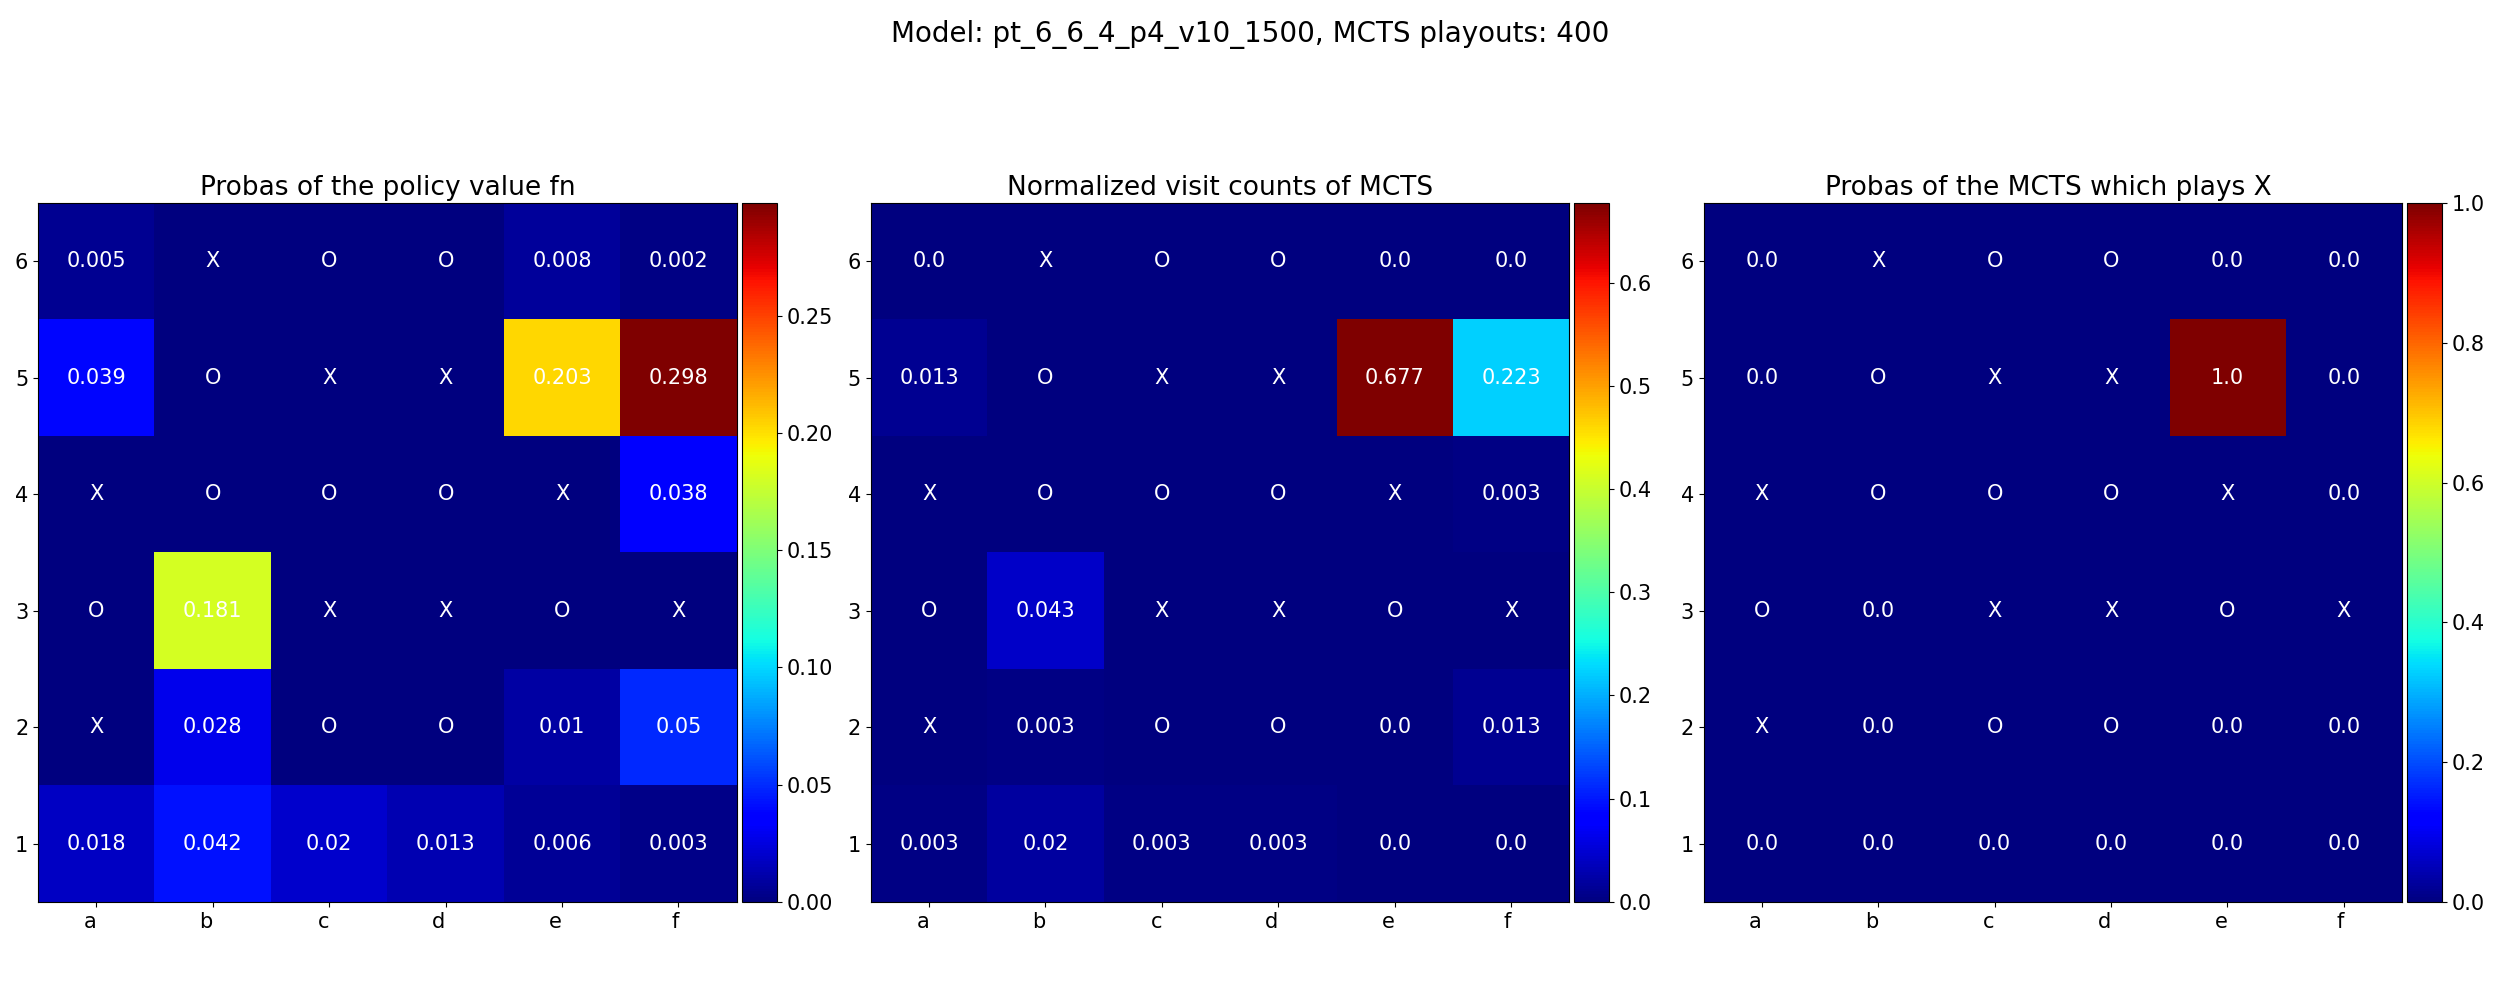 Model: pt_6_6_4_p4_v10_1500, MCTS playouts: 400
Probas of the policy value fn
6 0.005 X O O 0.008 0.002
5 0.039 O X X 0.203 0.298
4 X O O O X 0.038
3 O 0.181 X X O X
2 X 0.028 O O 0.01 0.05
1 0.018 0.042 0.02 0.013 0.006 0.003
a b c d e f
0.25
0.20
0.15
0.10
0.05
0.00
Normalized visit counts of MCTS
6 0.0 X O O 0.0 0.0
5 0.013 O X X 0.677 0.223
4 X O O O X 0.003
3 O 0.043 X X O X
2 X 0.003 O O 0.0 0.013
1 0.003 0.02 0.003 0.003 0.0 0.0
a b c d e f
0.6
0.5
0.4
0.3
0.2
0.1
0.0
Probas of the MCTS which plays X
6 0.0 X O O 0.0 0.0
5 0.0 O X X 1.0 0.0
4 X O O O X 0.0
3 O 0.0 X X O X
2 X 0.0 O O 0.0 0.0
1 0.0 0.0 0.0 0.0 0.0 0.0
a b c d e f
1.0
0.8
0.6
0.4
0.2
0.0